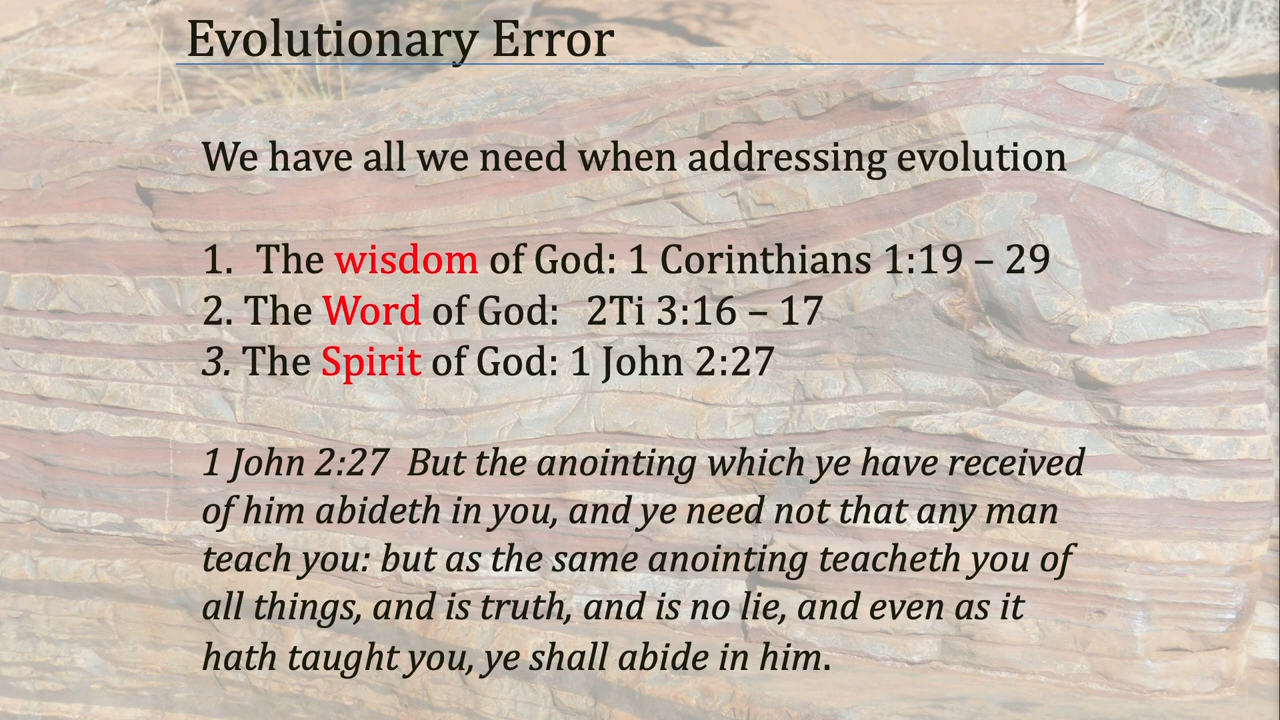 Evolutionary Error
We have all we need when addressing evolution
1. The wisdom of God: 1 Corinthians 1:19 – 29
2. The Word of God: 2Ti 3:16 – 17
3. The Spirit of God: 1 John 2:27
1 John 2:27 But the anointing which ye have received
of him abideth in you, and ye need not that any man
teach you: but as the same anointing teacheth you of
all things, and is truth, and is no lie, and even as it
hath taught you, ye shall abide in him.